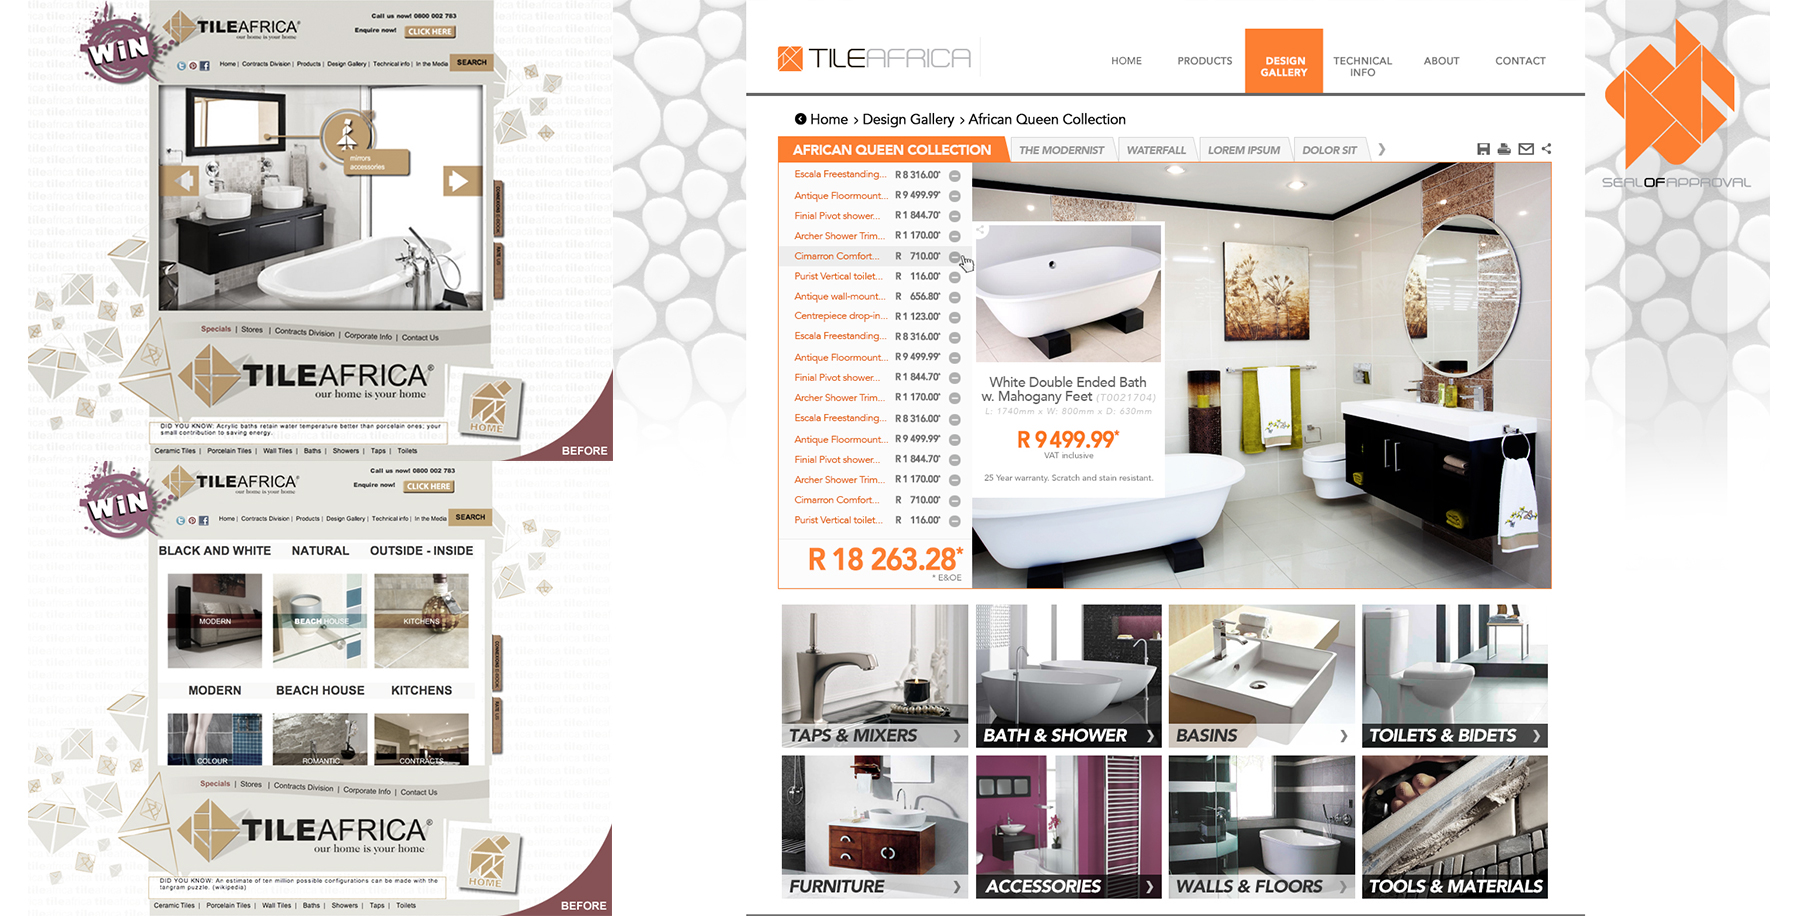 WiN
TILEAFRICA®
our home is your home
Call us now! 0800 002 783
Enquire now! CLICK HERE
Home | Contracts Division | Products | Design Gallery | Technical info | In the Media
SEARCH
mirrors
accessories
RATE US
Specials | Stores | Contracts Division | Corporate Info | Contact Us
TILEAFRICA®
our home is your home
HOME
DID YOU KNOW: Acrylic baths retain water temperature better than porcelain ones; your
small contribution to saving energy.
Ceramic Tiles | Porcelain Tiles | Wall Tiles | Baths | Showers | Taps | Toilets
BEFORE
WiN
TILEAFRICA®
our home is your home
Call us now! 0800 002 783
Enquire now! CLICK HERE
Home | Contracts Division | Products | Design Gallery | Technical info | In the Media
SEARCH
BLACK AND WHITE NATURAL OUTSIDE - INSIDE
MODERN BEACH HOUSE KITCHENS
MODERN BEACH HOUSE KITCHENS
COLOUR ROMANTIC CONTRACTS
RATE US
Specials | Stores | Contracts Division | Corporate Info | Contact Us
TILEAFRICA®
our home is your home
HOME
DID YOU KNOW: An estimate of ten million possible configurations can be made with the
tangram puzzle. (wikipedia)
Ceramic Tiles | Porcelain Tiles | Wall Tiles | Baths | Showers | Taps | Toilets
BEFORE
TILEAFRICA
HOME
PRODUCTS
DESIGN
GALLERY
TECHNICAL
INFO
ABOUT
CONTACT
SEALOFAPPROVAL
Home > Design Gallery > African Queen Collection
AFRICAN QUEEN COLLECTION THE MODERNIST WATERFALL LOREM IPSUM DOLOR SIT
Escala Freestanding... R 8 316.00*
Antique Floormount... R 9 499.99*
Finial Pivot shower... R 1 844.70*
Archer Shower Trim... R 1 170.00*
Cimarron Comfort... R 710.00*
Purist Vertical toilet... R 116.00*
Antique wall-mount... R 656.80*
Centrepiece drop-in... R 1 123.00*
Escala Freestanding... R 8 316.00*
Antique Floormount... R 9 499.99*
Finial Pivot shower... R 1 844.70*
Archer Shower Trim... R 1 170.00*
Escala Freestanding... R 8 316.00*
Antique Floormount... R 9 499.99*
Finial Pivot shower... R 1 844.70*
Archer Shower Trim... R 1 170.00*
Cimarron Comfort... R 710.00*
Purist Vertical toilet... R 116.00*
R 18 263.28*
* E&OE
White Double Ended Bath
w. Mahogany Feet (T0021704)
L: 1740mm x W: 800mm x D: 630mm
R 9 499.99*
VAT inclusive
25 Year warranty. Scratch and stain resistant.
TAPS & MIXERS
BATH & SHOWER
BASINS
TOILETS & BIDETS
FURNITURE
ACCESSORIES
WALLS & FLOORS
TOOLS & MATERIALS